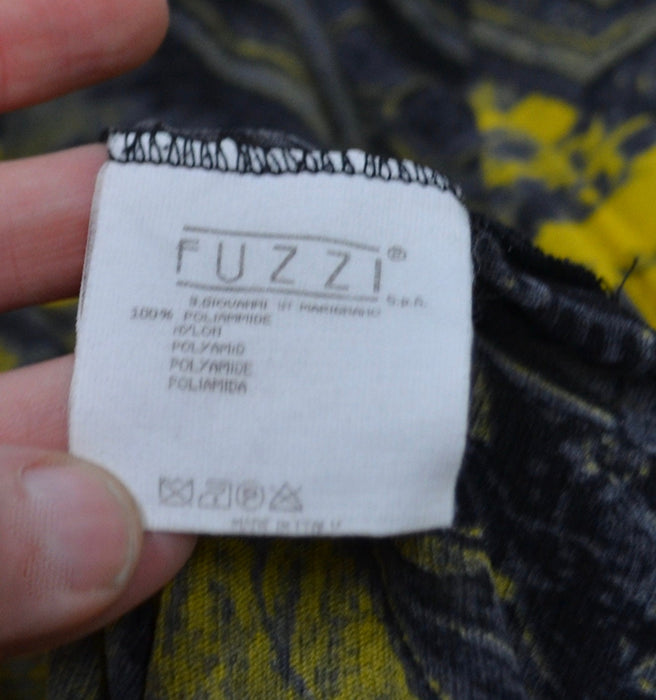 FUZZI®
S.GIOVANNI in MARIGNANO S.p.A.
100% POLIAMMIDE
NYLON
POLYAMID
POLYAMIDE
POLIAMIDA
P
MADE IN ITALY